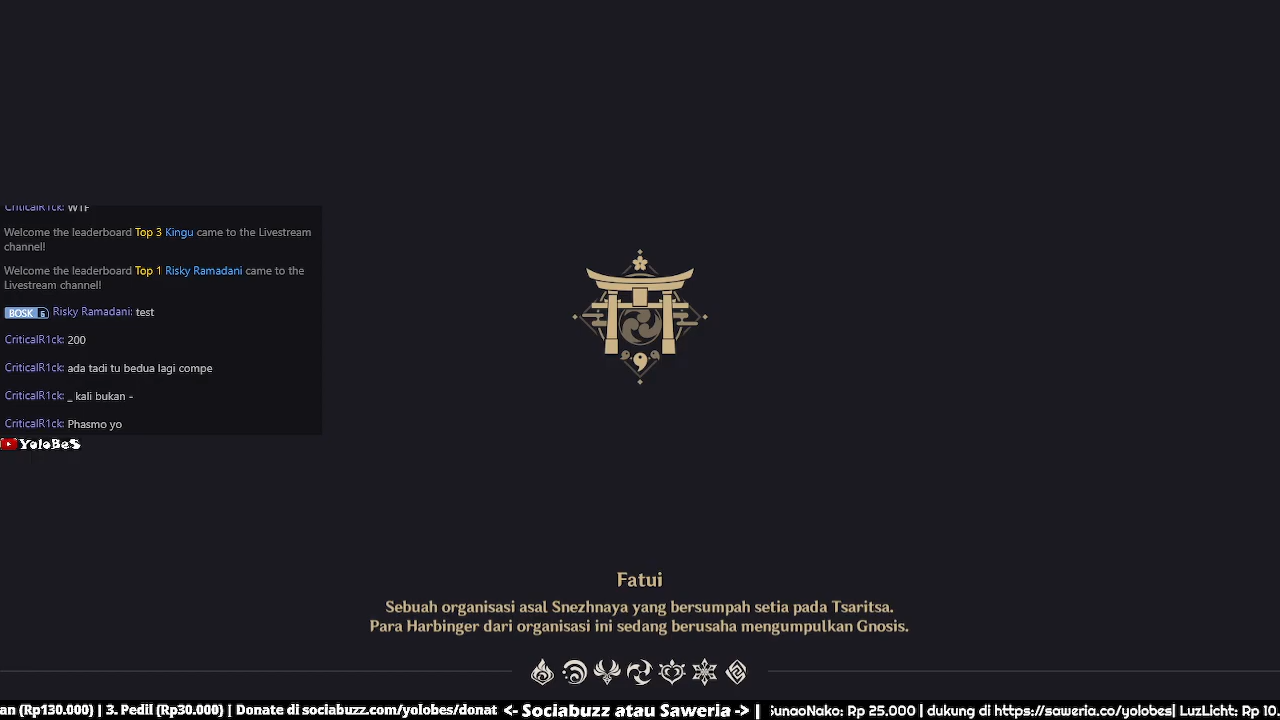 CriticalR1ck: WTF
Welcome the leaderboard Top 3 Kingu came to the Livestream
channel!
Welcome the leaderboard Top 1 Risky Ramadani came to the
Livestream channel!
BOSK 6 Risky Ramadani: test
CriticalR1ck: 200
CriticalR1ck: ada tadi tu bedua lagi compe
CriticalR1ck: _ kali bukan -
CriticalR1ck: Phasmo yo
YoloBeS
Fatui
Sebuah organisasi asal Snezhnaya yang bersumpah setia pada Tsaritsa.
Para Harbinger dari organisasi ini sedang berusaha mengumpulkan Gnosis.
an (Rp130.000) | 3. Pedil (Rp30.000) [ Donate di sociabuzz.com/yolobes/donat <- Sociabuzz atau Saweria -> | SunaoNako: Rp 25.000 | dukung di https://saweria.co/yolobes| LuzLicht: Rp 10